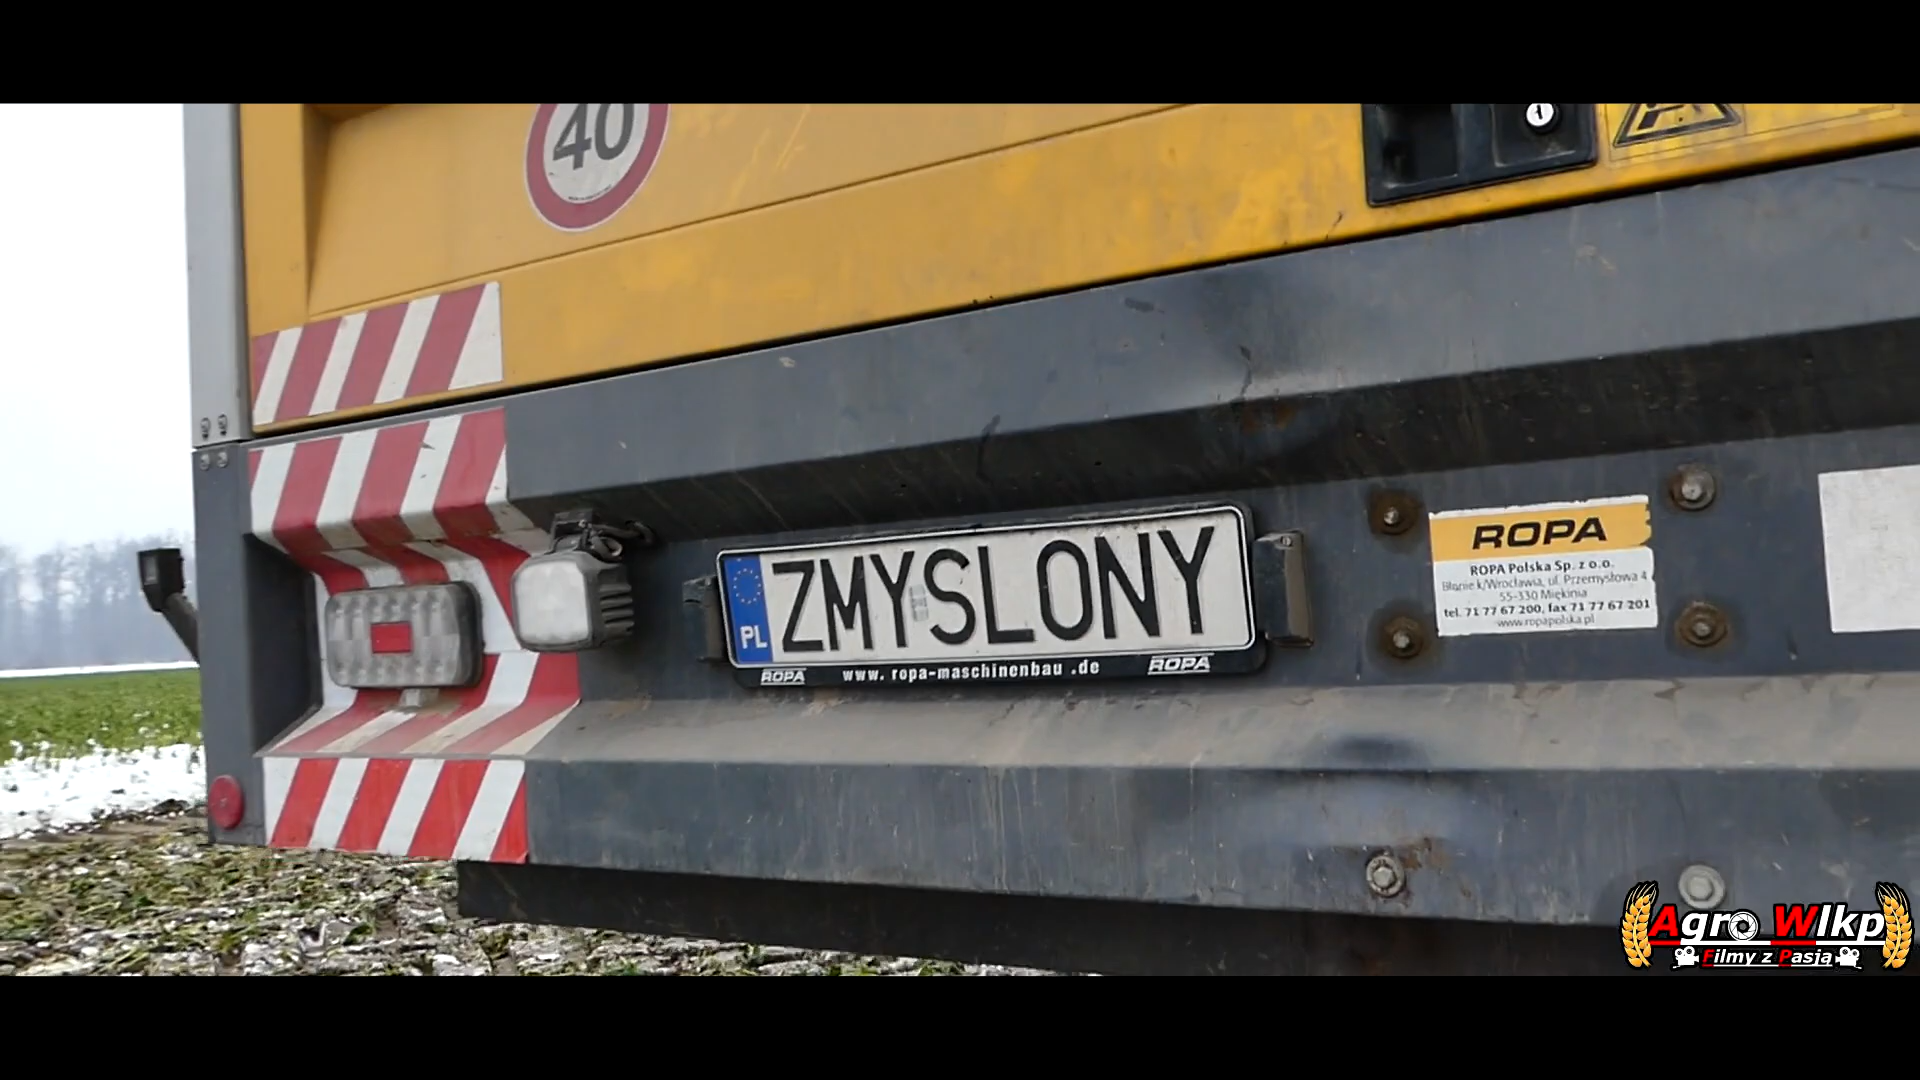 40
PL
ZMYSLONY
ROPA www. ropa-maschinenbau .de ROPA
ROPA
ROPA Polska Sp. z o.o.
Błonie k/Wrocławia, ul. Przemysłowa 4
55-330 Miękinia
tel. 71 77 67 200, fax 71 77 67 201
www.ropapolska.pl
Agro Wlkp
Filmy z Pasją